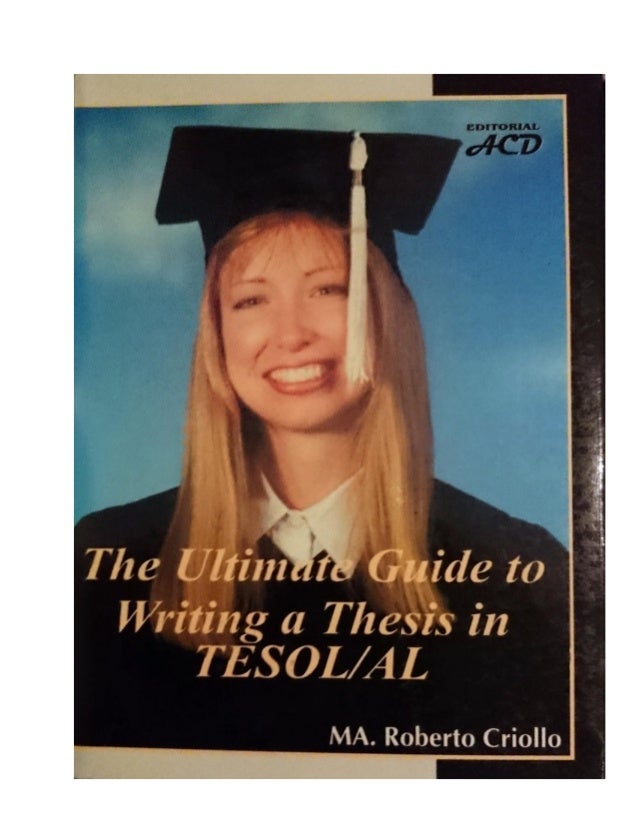 EDITORIAL
ACD
The Ultimate Guide to
Writing a Thesis in
TESOL/AL
MA. Roberto Criollo